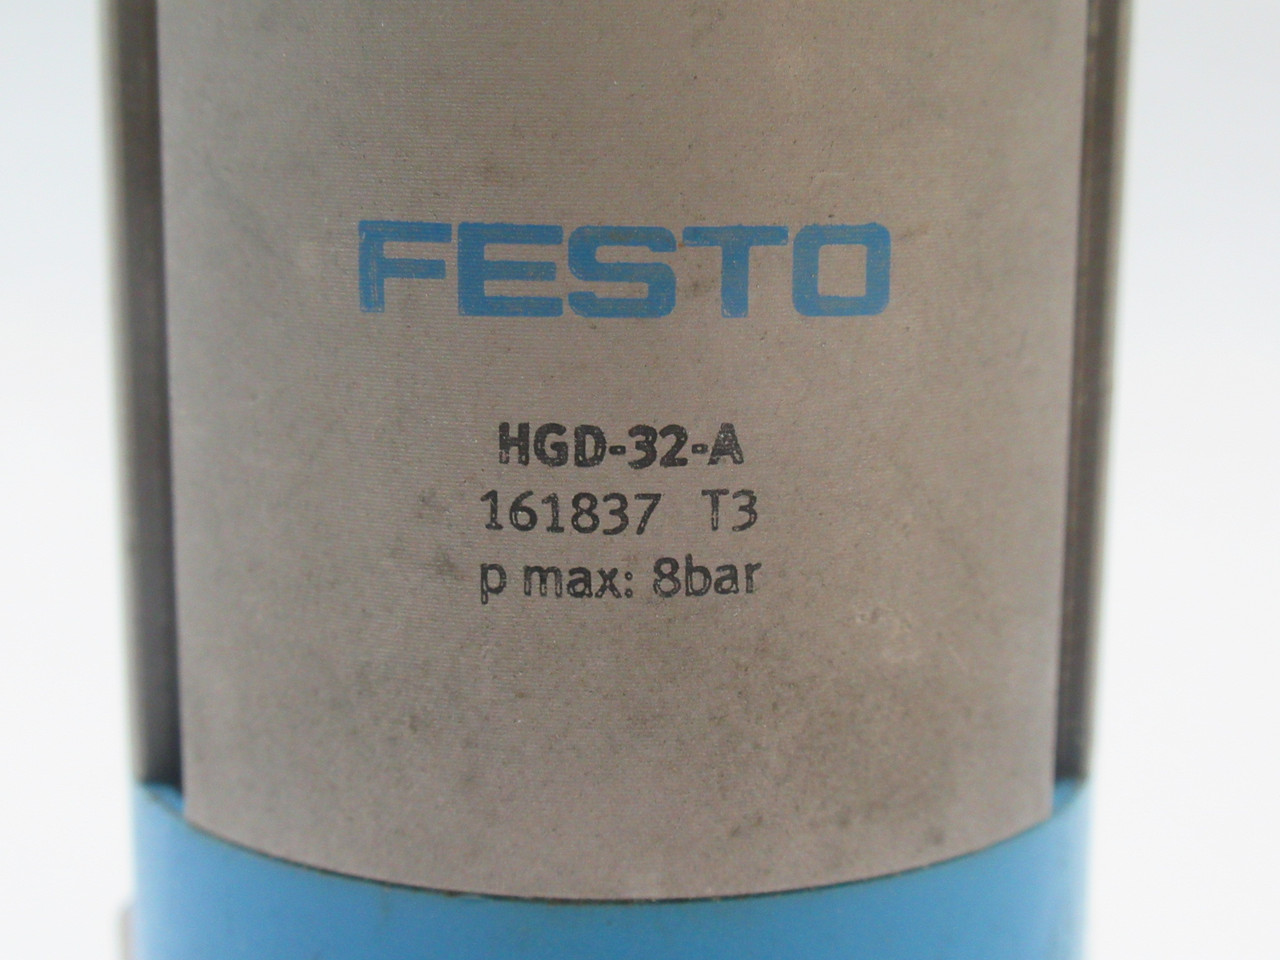 FESTO
HGD-32-A
161837 T3
p max: 8bar